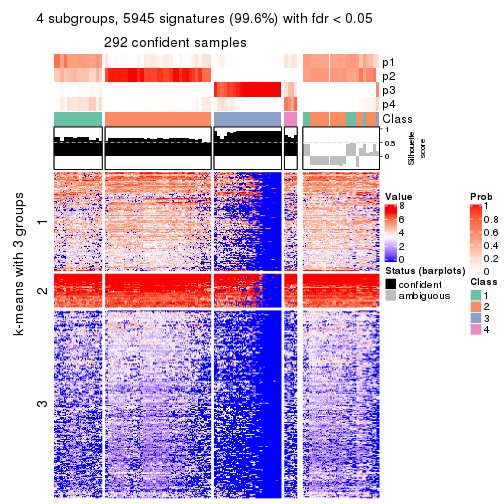 4 subgroups, 5945 signatures (99.6%) with fdr < 0.05
292 confident samples
p1
p2
p3
p4
Class
1
0.5
0
Silhouette
score
k-means with 3 groups
1
2
3
Value
8
6
4
2
0
Status (barplots)
confident
ambiguous
Prob
1
0.8
0.6
0.4
0.2
0
Class
1
2
3
4